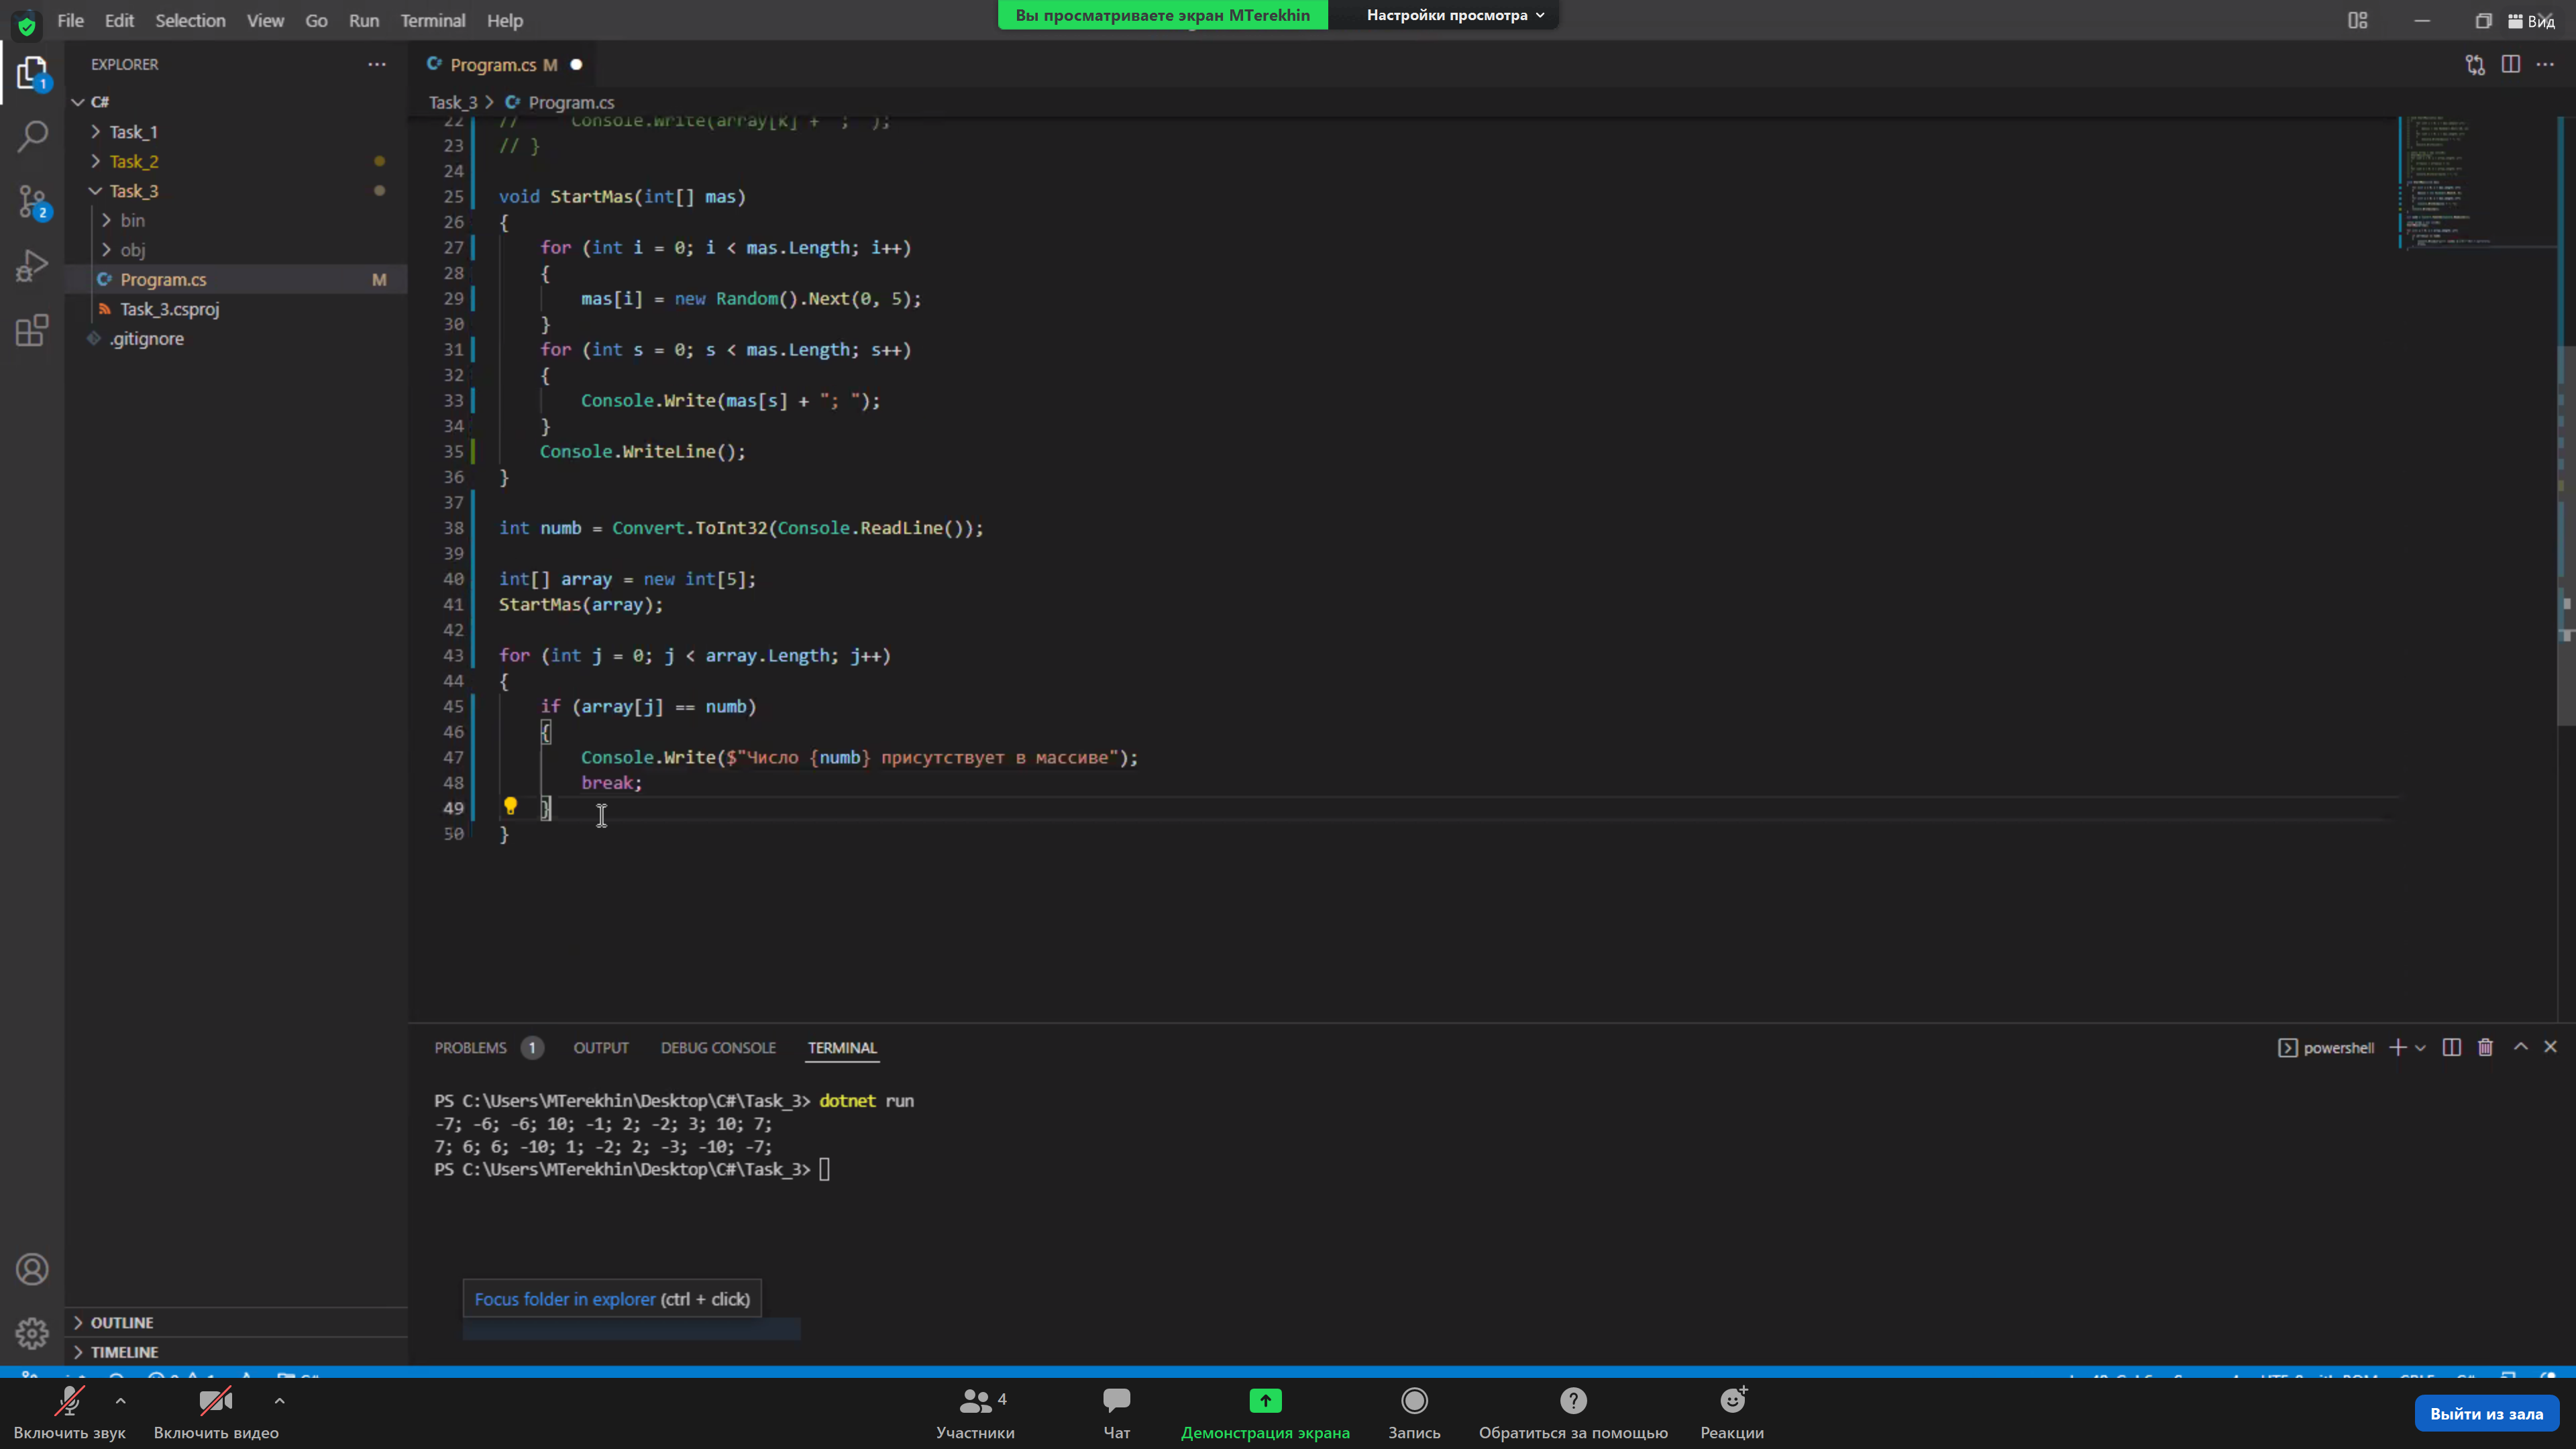 File Edit Selection View Go Run Terminal Help
Вы просматриваете экран MTerekhin
Настройки просмотра
Вид
EXPLORER
Program.cs M
C#
Task_3 > Program.cs
Task_1
Task_2
Task_3
bin
obj
Program.cs M
Task_3.csproj
.gitignore
22 //     Console.Write(array[k] + "; ");
23 // }
24
25 void StartMas(int[] mas)
26 {
27     for (int i = 0; i < mas.Length; i++)
28     {
29         mas[i] = new Random().Next(0, 5);
30     }
31     for (int s = 0; s < mas.Length; s++)
32     {
33         Console.Write(mas[s] + "; ");
34     }
35     Console.WriteLine();
36 }
37
38 int numb = Convert.ToInt32(Console.ReadLine());
39
40 int[] array = new int[5];
41 StartMas(array);
42
43 for (int j = 0; j < array.Length; j++)
44 {
45     if (array[j] == numb)
46     {
47         Console.Write($"Число {numb} присутствует в массиве");
48         break;
49     }
50 }
1
2
PROBLEMS 1 OUTPUT DEBUG CONSOLE TERMINAL
powershell
PS C:\Users\MTerekhin\Desktop\C#\Task_3> dotnet run
-7; -6; -6; 10; -1; 2; -2; 3; 10; 7;
7; 6; 6; -10; 1; -2; 2; -3; -10; -7;
PS C:\Users\MTerekhin\Desktop\C#\Task_3>
Focus folder in explorer (ctrl + click)
OUTLINE
TIMELINE
Включить звук
Включить видео
4
Участники
Чат
Демонстрация экрана
Запись
Обратиться за помощью
Реакции
Выйти из зала